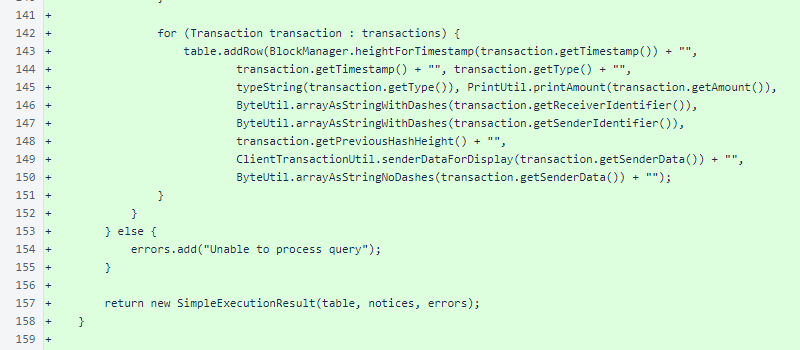 141 +
142 + for (Transaction transaction : transactions) {
143 + table.addRow(BlockManager.heightForTimestamp(transaction.getTimestamp()) + "",
144 + transaction.getTimestamp() + "", transaction.getType() + "",
145 + typeString(transaction.getType()), PrintUtil.printAmount(transaction.getAmount()),
146 + ByteUtil.arrayAsStringWithDashes(transaction.getReceiverIdentifier()),
147 + ByteUtil.arrayAsStringWithDashes(transaction.getSenderIdentifier()),
148 + transaction.getPreviousHashHeight() + "",
149 + ClientTransactionUtil.senderDataForDisplay(transaction.getSenderData()) + "",
150 + ByteUtil.arrayAsStringNoDashes(transaction.getSenderData()) + "");
151 + }
152 + }
153 + } else {
154 + errors.add("Unable to process query");
155 + }
156 +
157 + return new SimpleExecutionResult(table, notices, errors);
158 + }
159 +